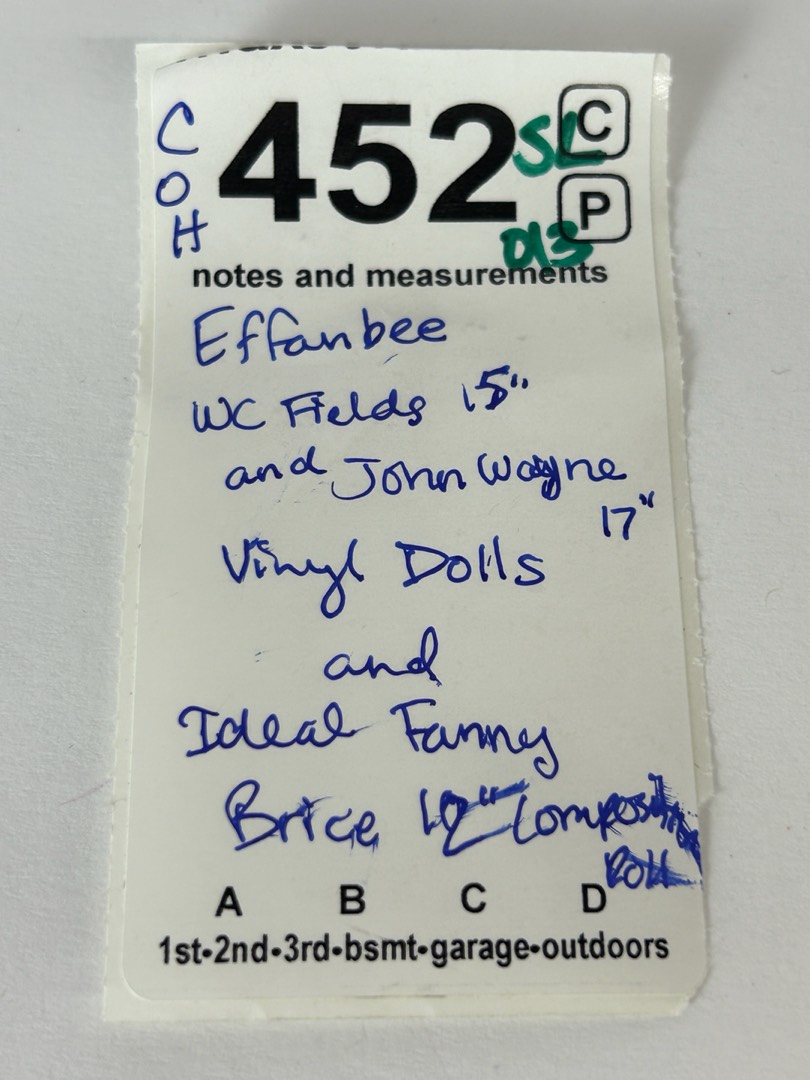 C
O
H
452
SL
C
P
013
notes and measurements
Effanbee
WC Fields 15"
and John Wayne
17"
Vinyl Dolls
and
Ideal Fanny
Brice 12" Composition
Doll
A B C D
1st•2nd•3rd•bsmt•garage•outdoors